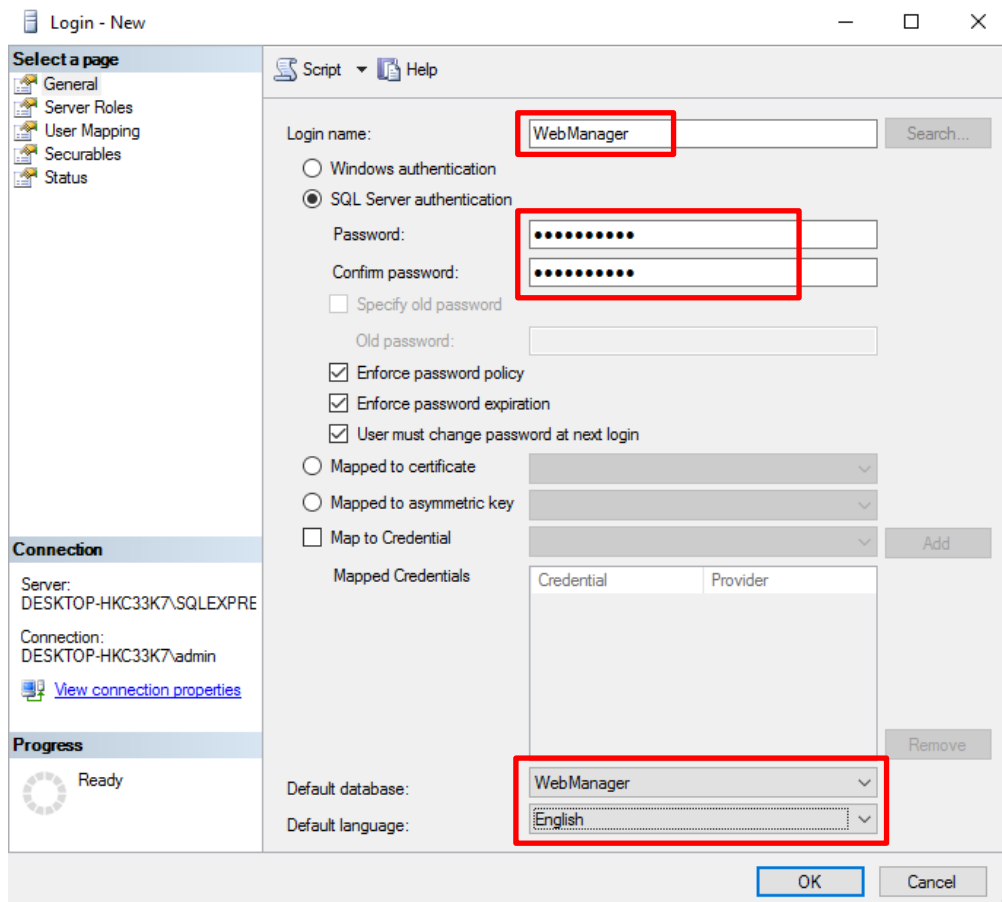 Login - New
Select a page
General
Server Roles
User Mapping
Securables
Status
Connection
Server:
DESKTOP-HKC33K7\SQLEXPRE
Connection:
DESKTOP-HKC33K7\admin
View connection properties
Progress
Ready
Script Help
Login name: WebManager Search...
Windows authentication
SQL Server authentication
Password: ●●●●●●●●●●
Confirm password: ●●●●●●●●●●
Specify old password
Old password:
Enforce password policy
Enforce password expiration
User must change password at next login
Mapped to certificate
Mapped to asymmetric key
Map to Credential Add
Mapped Credentials Credential Provider
Remove
Default database: WebManager
Default language: English
OK Cancel